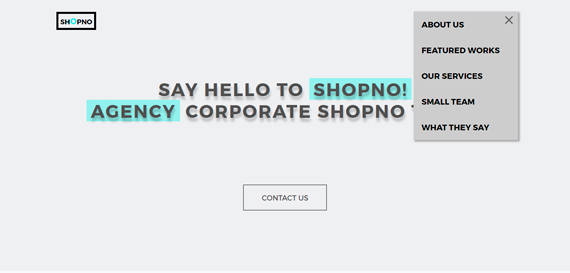 SHOPNO
ABOUT US
FEATURED WORKS
OUR SERVICES
SMALL TEAM
WHAT THEY SAY
SAY HELLO TO SHOPNO!
AGENCY CORPORATE SHOPNO
CONTACT US